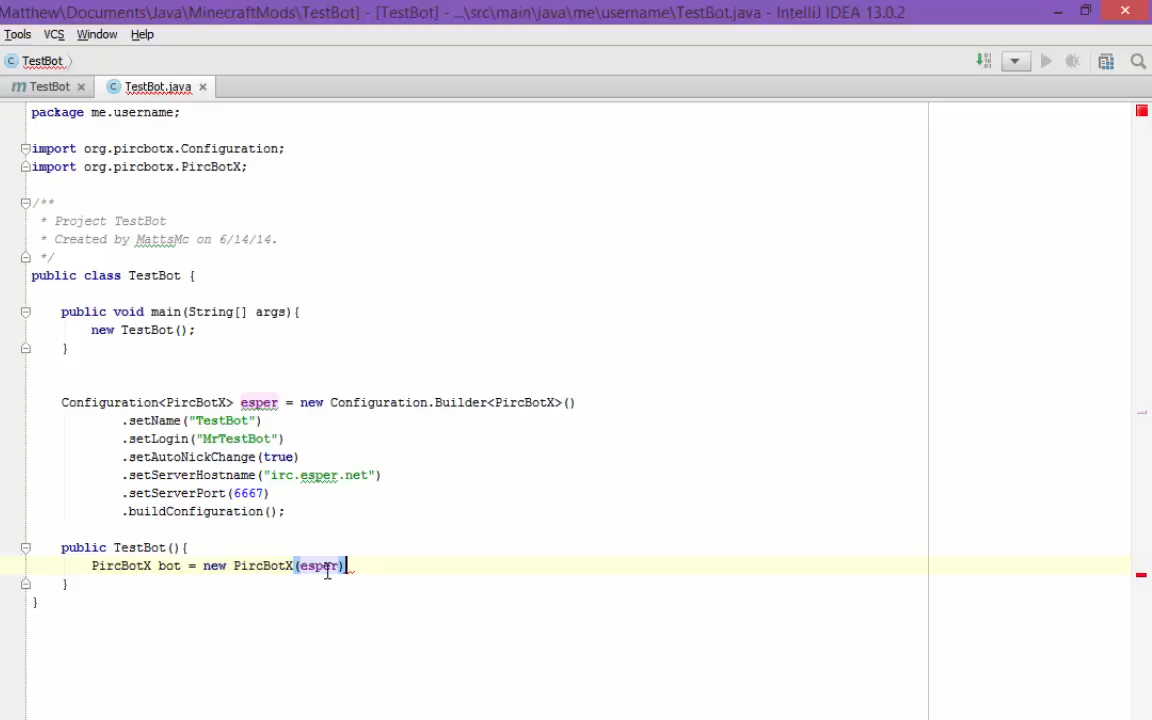 Matthew\Documents\Java\MinecraftMods\TestBot] - [TestBot] - ...\src\main\java\me\username\TestBot.java - IntelliJ IDEA 13.0.2
Tools VCS Window Help
TestBot
TestBot TestBot.java
package me.username;
import org.pircbotx.Configuration;
import org.pircbotx.PircBotX;
/**
* Project TestBot
* Created by MattsMc on 6/14/14.
*/
public class TestBot {
public void main(String[] args){
new TestBot();
}
Configuration<PircBotX> esper = new Configuration.Builder<PircBotX>()
.setName("TestBot")
.setLogin("MrTestBot")
.setAutoNickChange(true)
.setServerHostname("irc.esper.net")
.setServerPort(6667)
.buildConfiguration();
public TestBot(){
PircBotX bot = new PircBotX(esper)
}
}